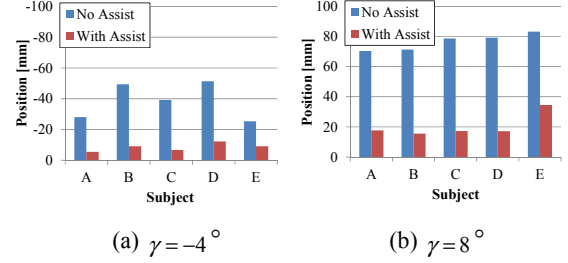 -100
-80
-60
-40
-20
0
Position [mm]
No Assist
With Assist
A B C D E
Subject
(a) γ = −4°
100
80
60
40
20
0
Position [mm]
No Assist
With Assist
A B C D E
Subject
(b) γ = 8°